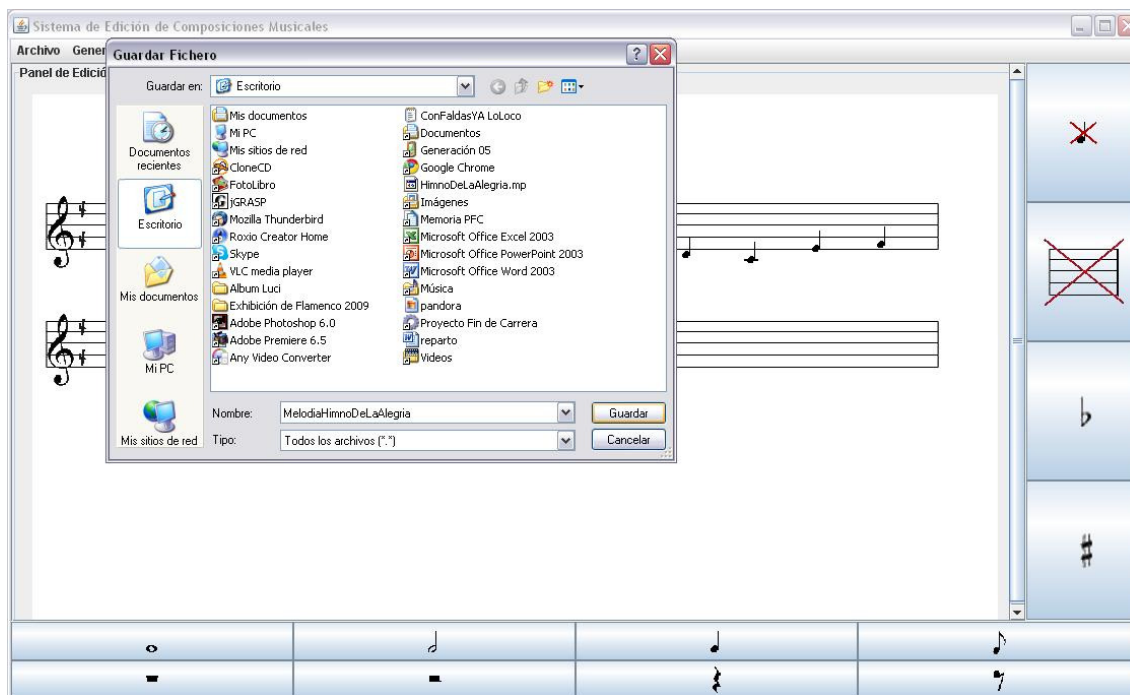 Sistema de Edición de Composiciones Musicales
Archivo Gener
Guardar Fichero
Panel de Edició
Guardar en: Escritorio
Documentos recientes
Escritorio
Mis documentos
Mi PC
Mis sitios de red
Mis documentos
Mi PC
Mis sitios de red
CloneCD
FotoLibro
jGRASP
Mozilla Thunderbird
Roxio Creator Home
Skype
VLC media player
Album Luci
Exhibición de Flamenco 2009
Adobe Photoshop 6.0
Adobe Premiere 6.5
Any Video Converter
ConFaldasYA LoLoco
Documentos
Generación 05
Google Chrome
HimnoDeLaAlegria.mp
Imágenes
Memoria PFC
Microsoft Office Excel 2003
Microsoft Office PowerPoint 2003
Microsoft Office Word 2003
Música
pandora
Proyecto Fin de Carrera
reparto
Videos
Nombre: MelodiaHimnoDeLaAlegria Guardar
Tipo: Todos los archivos (*.*) Cancelar